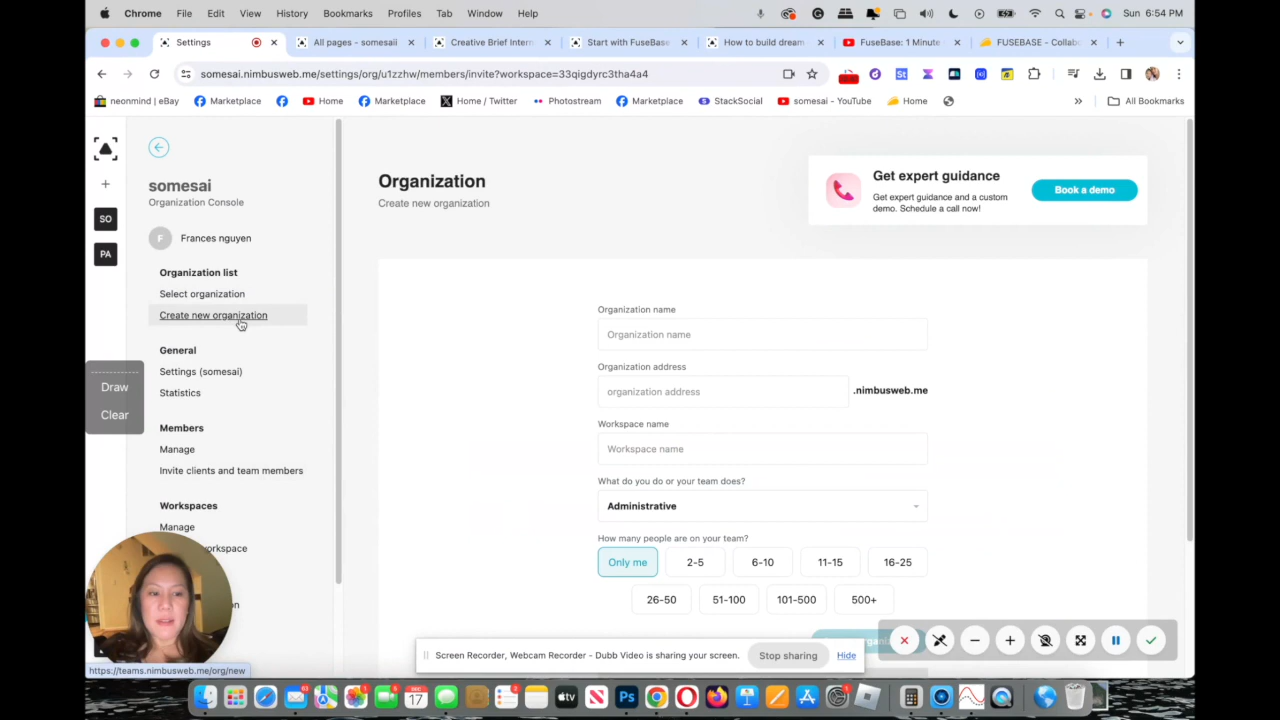 Chrome File Edit View History Bookmarks Profiles Tab Window Help Sun 6:54 PM
Settings All pages - somesai Creative Brief Intern Start with FuseBase How to build dream FuseBase: 1 Minute FUSEBASE - Collabo
somesai.nimbusweb.me/settings/org/u1zzhw/members/invite?workspace=33qigdyrc3tha4a4
neonmind | eBay Marketplace Home Marketplace Home / Twitter Photostream Marketplace StackSocial somesai - YouTube Home All Bookmarks
somesai
Organization Console
F Frances nguyen
SO
PA
Organization list
Select organization
Create new organization
General
Settings (somesai)
Statistics
Members
Manage
Invite clients and team members
Workspaces
Manage
Draw
Clear
Organization
Create new organization
Get expert guidance
Get expert guidance and a custom
demo. Schedule a call now!
Book a demo
Organization name
Organization name
Organization address
organization address .nimbusweb.me
Workspace name
Workspace name
What do you do or your team does?
Administrative
How many people are on your team?
Only me 2-5 6-10 11-15 16-25
26-50 51-100 101-500 500+
Screen Recorder, Webcam Recorder - Dubb Video is sharing your screen. Stop sharing Hide
https://teams.nimbusweb.me/org/new